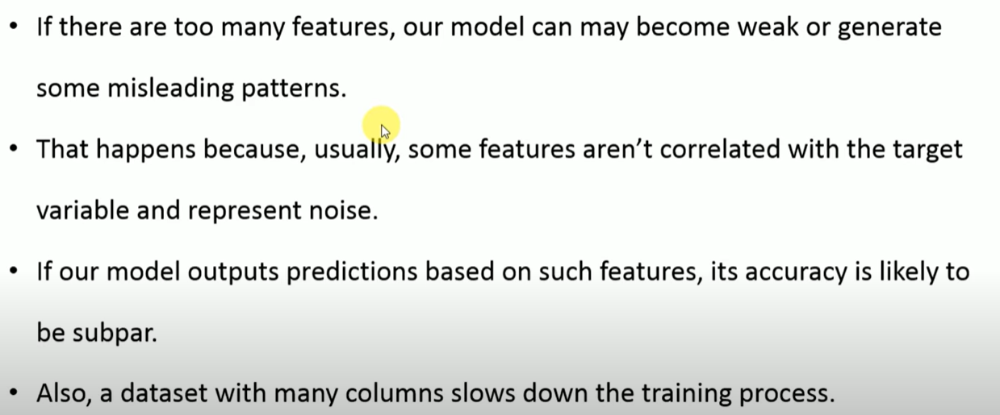 • If there are too many features, our model can may become weak or generate
some misleading patterns.
• That happens because, usually, some features aren’t correlated with the target
variable and represent noise.
• If our model outputs predictions based on such features, its accuracy is likely to
be subpar.
• Also, a dataset with many columns slows down the training process.